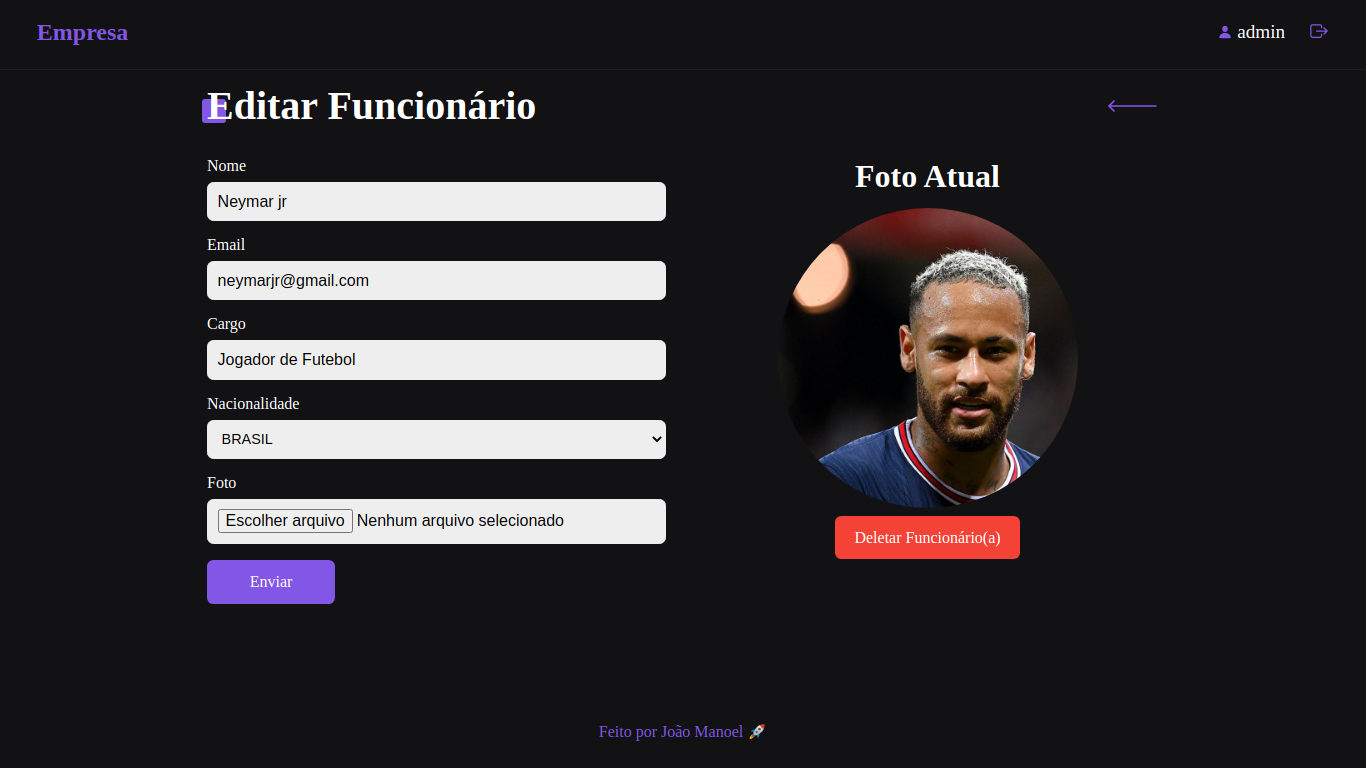 Empresa
admin
Editar Funcionário
Nome
Neymar jr
Email
neymarjr@gmail.com
Cargo
Jogador de Futebol
Nacionalidade
BRASIL
Foto
Escolher arquivo Nenhum arquivo selecionado
Enviar
Foto Atual
Deletar Funcionário(a)
Feito por João Manoel 🚀